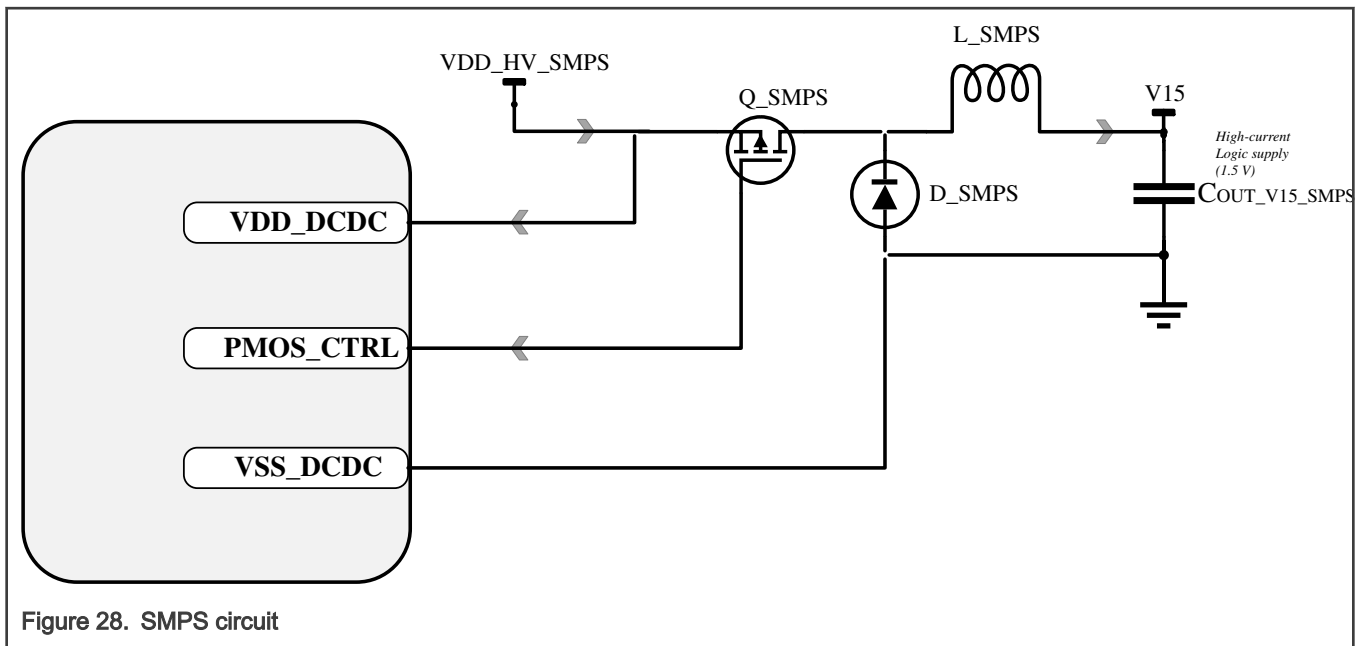 L_SMPS
VDD_HV_SMPS
Q_SMPS
V15
High-current
Logic supply
(1.5 V)
COUT_V15_SMPS
D_SMPS
VDD_DCDC
PMOS_CTRL
VSS_DCDC
Figure 28. SMPS circuit